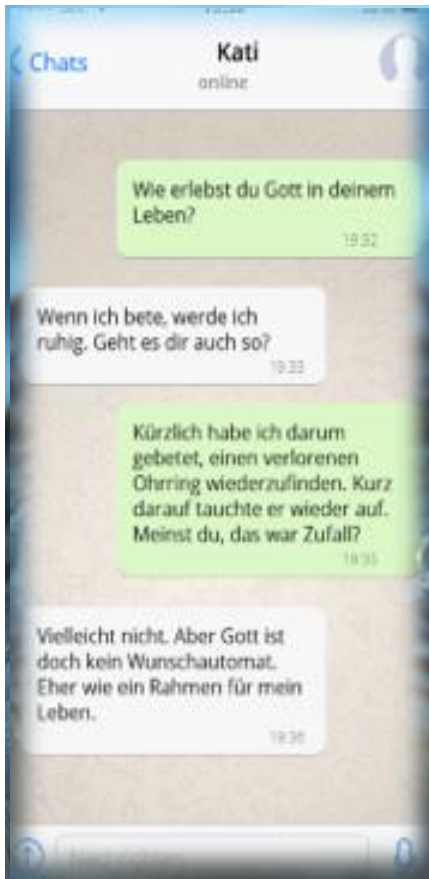 Chats
Kati
online
Wie erlebst du Gott in deinem
Leben?
19:32
Wenn ich bete, werde ich
ruhig. Geht es dir auch so?
19:33
Kürzlich habe ich darum
gebetet, einen verlorenen
Ohrring wiederzufinden. Kurz
darauf tauchte er wieder auf.
Meinst du, das war Zufall?
19:35
Vielleicht nicht. Aber Gott ist
doch kein Wunschautomat.
Eher wie ein Rahmen für mein
Leben.
19:36